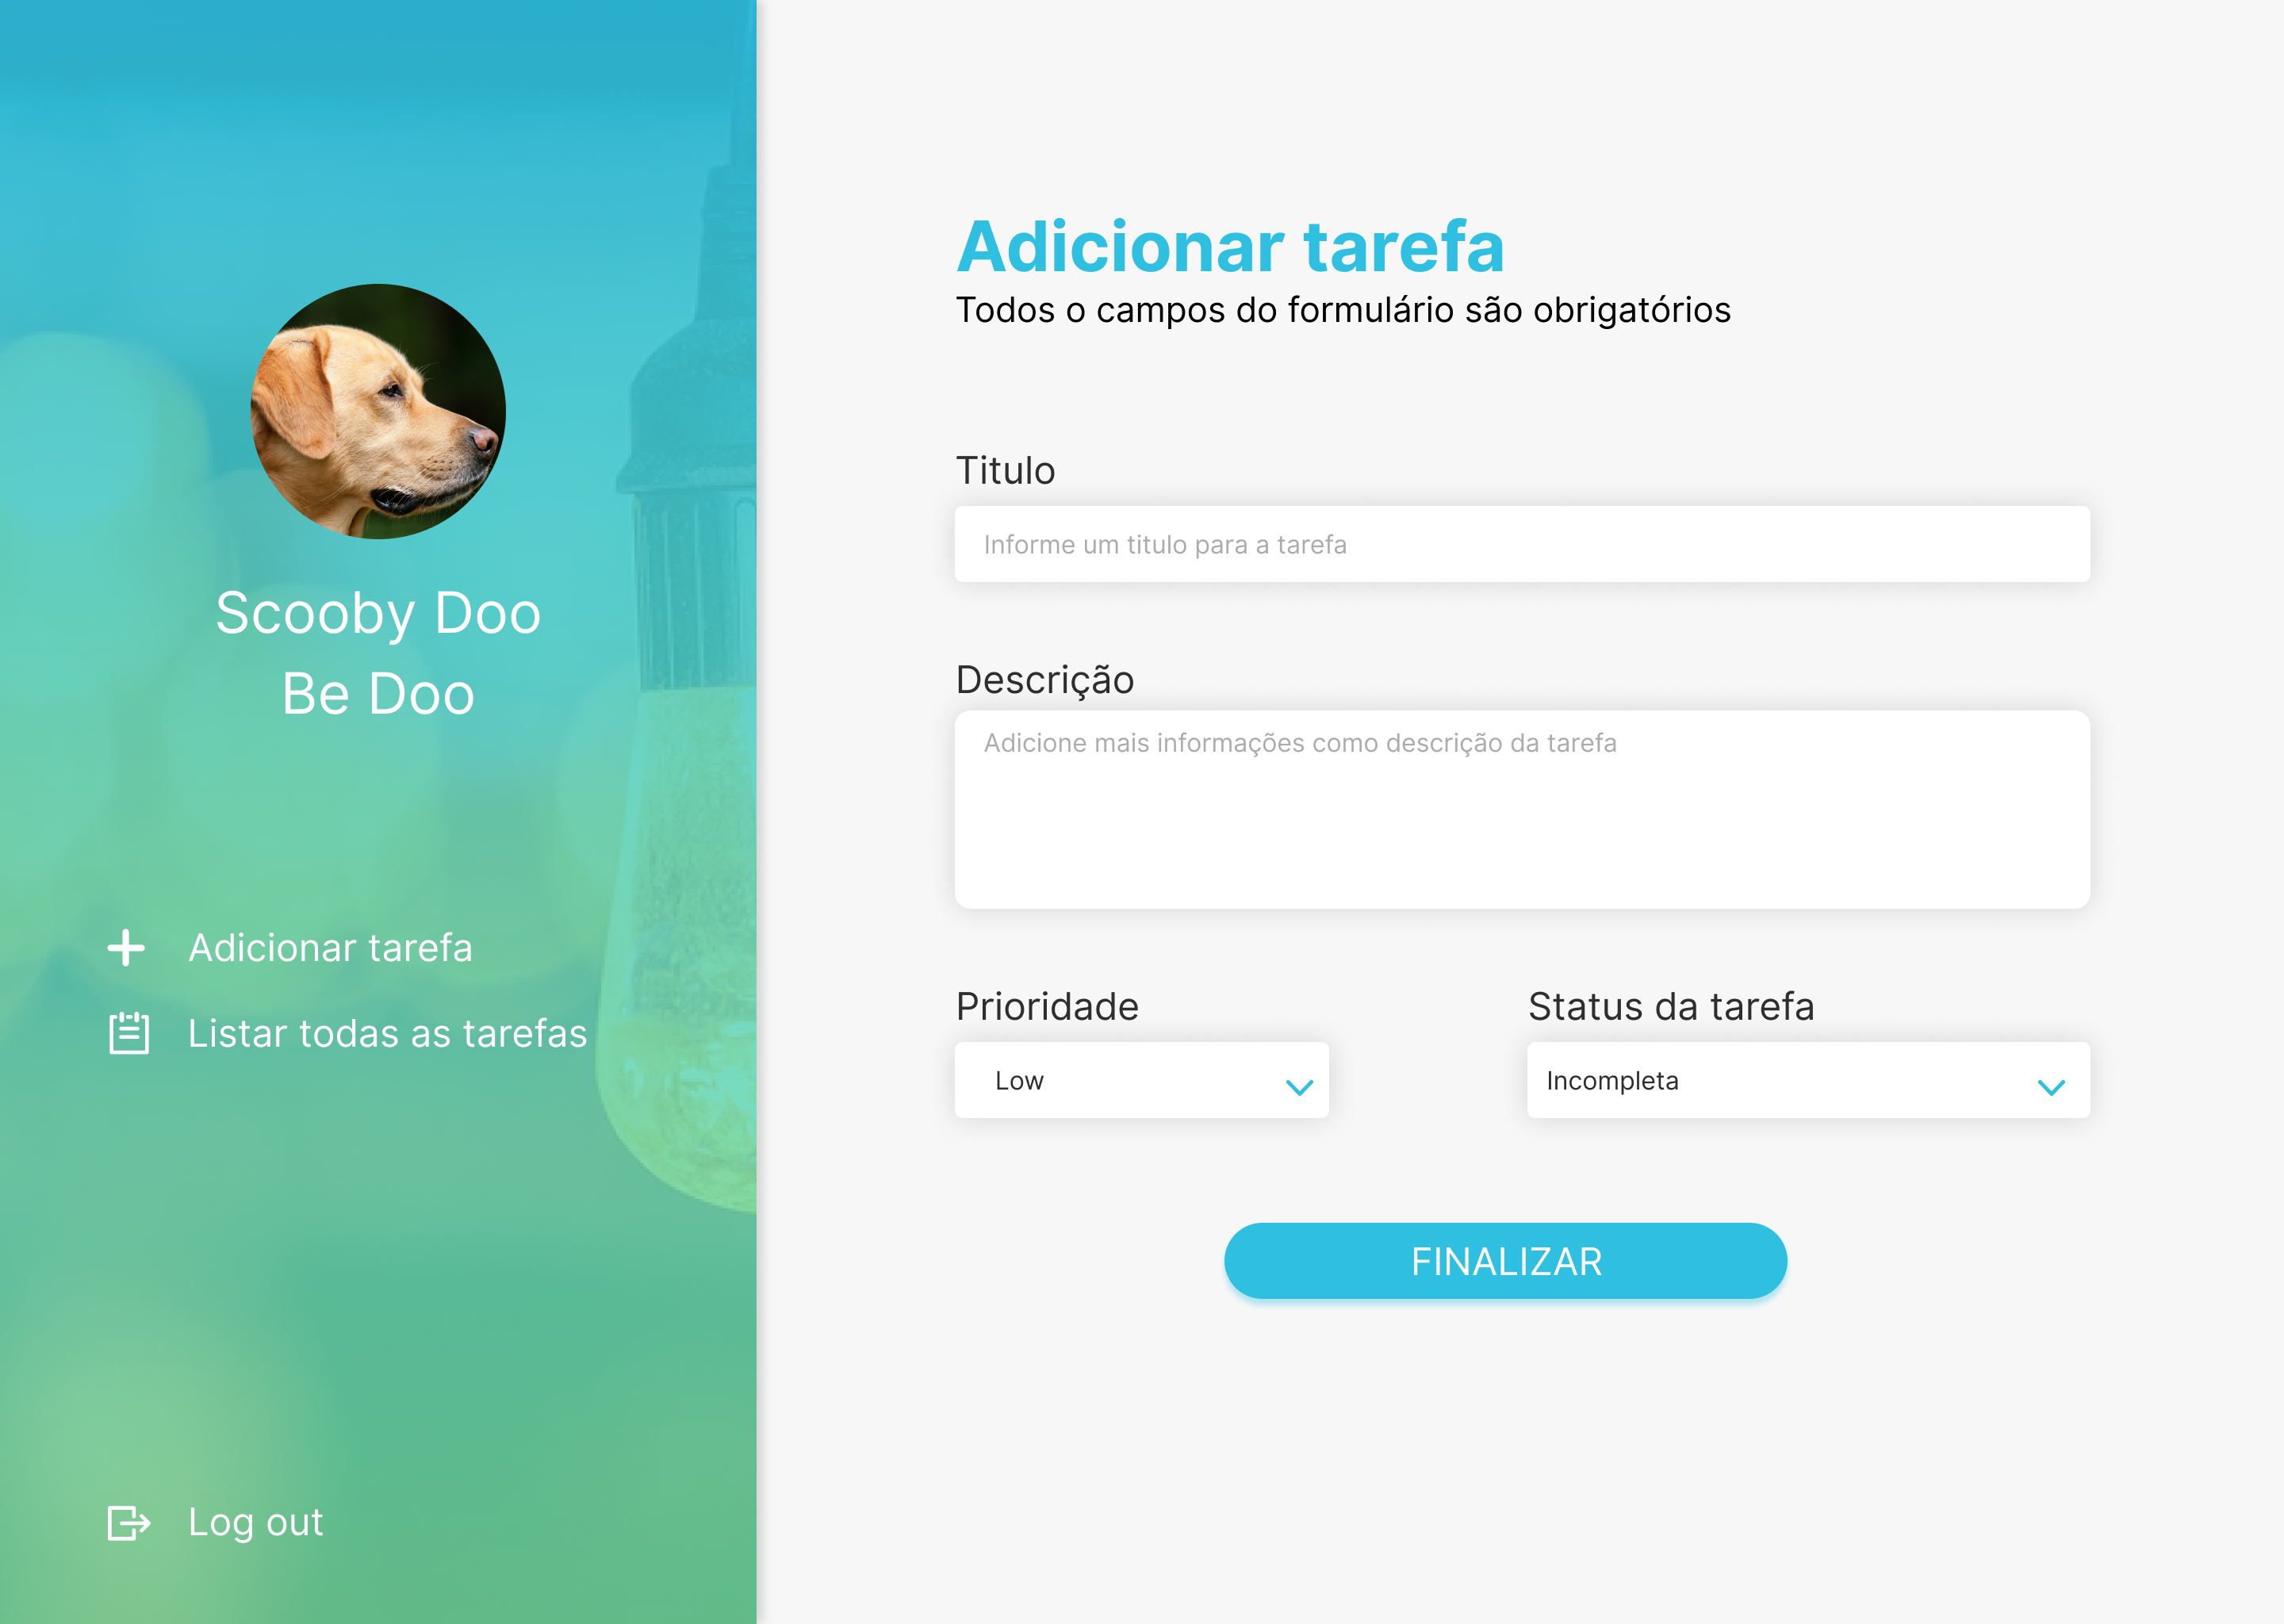 Scooby Doo
Be Doo
Adicionar tarefa
Listar todas as tarefas
Log out
Adicionar tarefa
Todos o campos do formulário são obrigatórios
Titulo
Informe um titulo para a tarefa
Descrição
Adicione mais informações como descrição da tarefa
Prioridade
Low
Status da tarefa
Incompleta
FINALIZAR